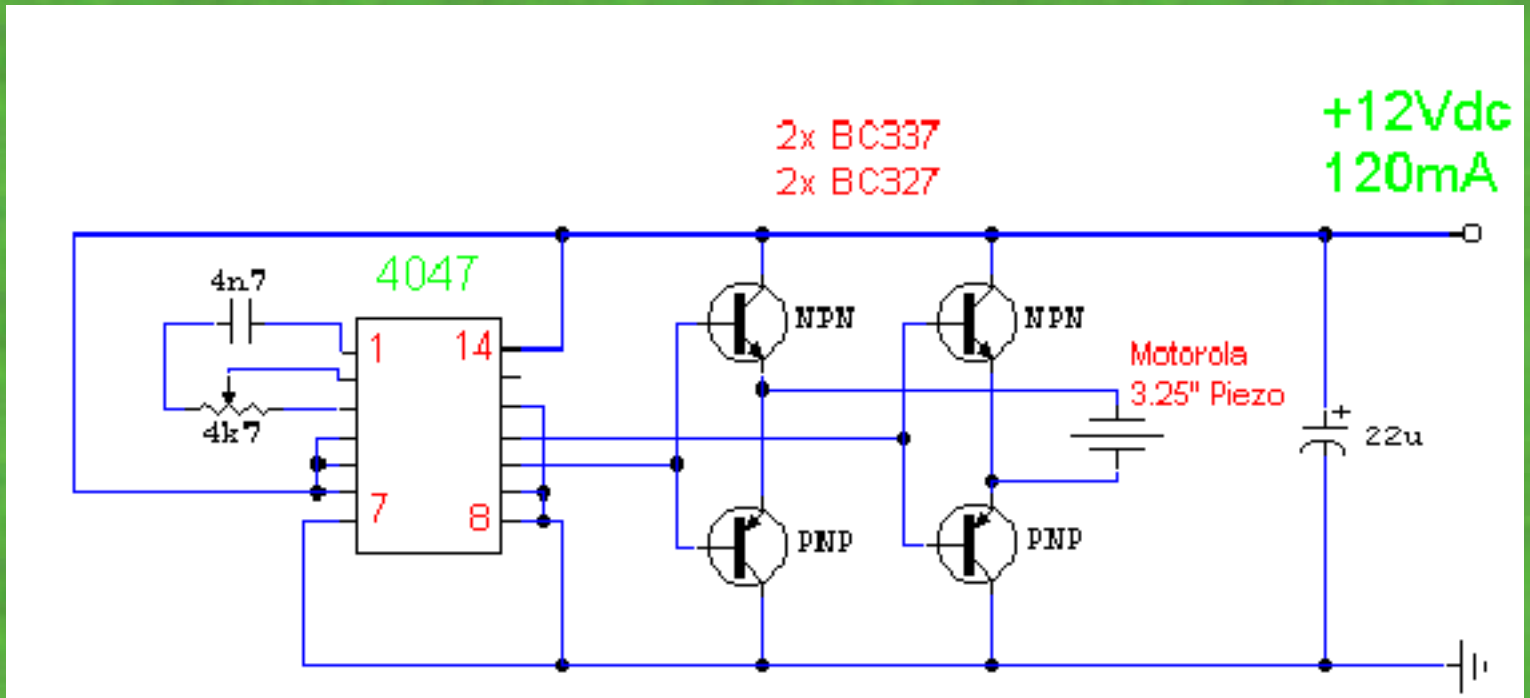 +12Vdc
120mA
2x BC337
2x BC327
4047
4n7
1
14
NPN
NPN
Motorola
3.25" Piezo
4k7
+
22u
7
8
PNP
PNP